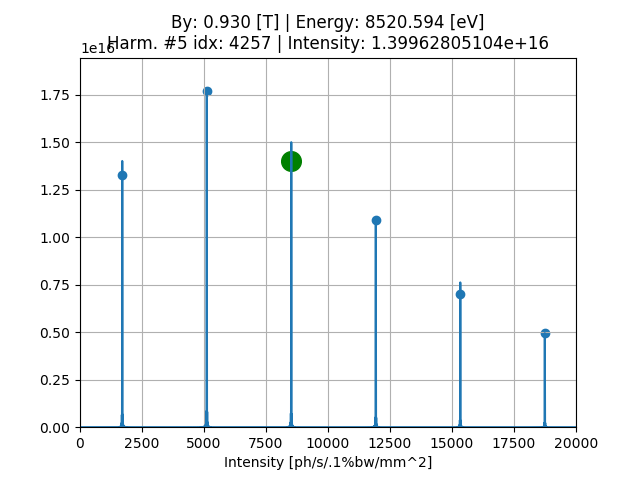 By: 0.930 [T] | Energy: 8520.594 [eV]
Harm. #5 idx: 4257 | Intensity: 1.39962805104e+16
1e16
1.75
1.50
1.25
1.00
0.75
0.50
0.25
0.00
0 2500 5000 7500 10000 12500 15000 17500 20000
Intensity [ph/s/.1%bw/mm^2]